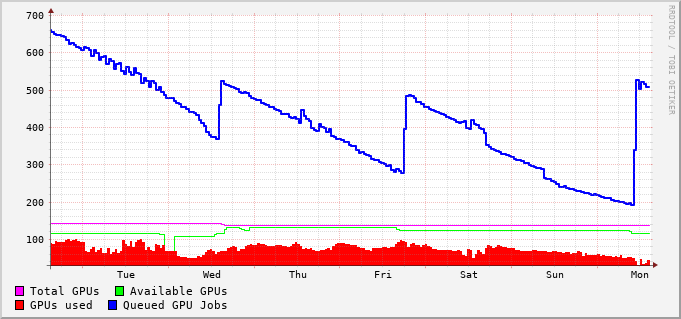 700
600
500
400
300
200
100
Tue Wed Thu Fri Sat Sun Mon
Total GPUs Available GPUs
GPUs used Queued GPU Jobs
RRDTOOL / TOBI OETIKER